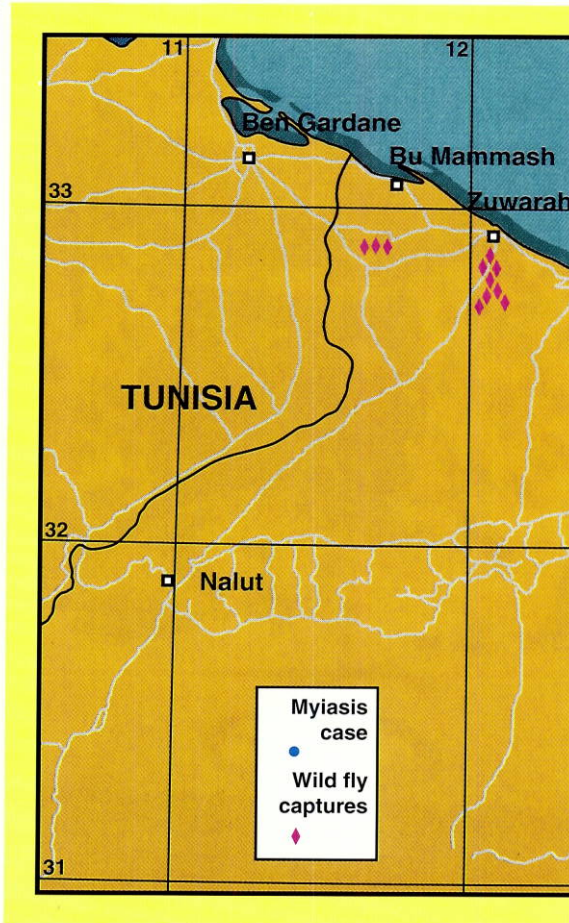 11
12
Ben Gardane
Bu Mammash
33
Zuwarah
TUNISIA
32
Nalut
Myiasis
case
Wild fly
captures
31